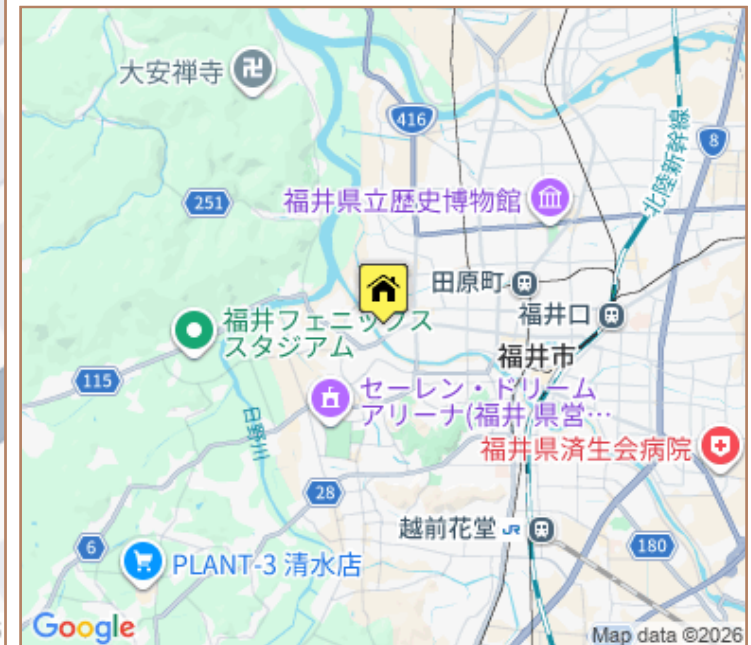 大安禅寺
416
8
北陸新幹線
251
福井県立歴史博物館
田原町
福井口
福井フェニックス
スタジアム
福井市
115
セーレン・ドリーム
アリーナ(福井 県営…
日野川
福井県済生会病院
28
越前花堂 JR
6
180
PLANT-3 清水店
Google
Map data ©2026